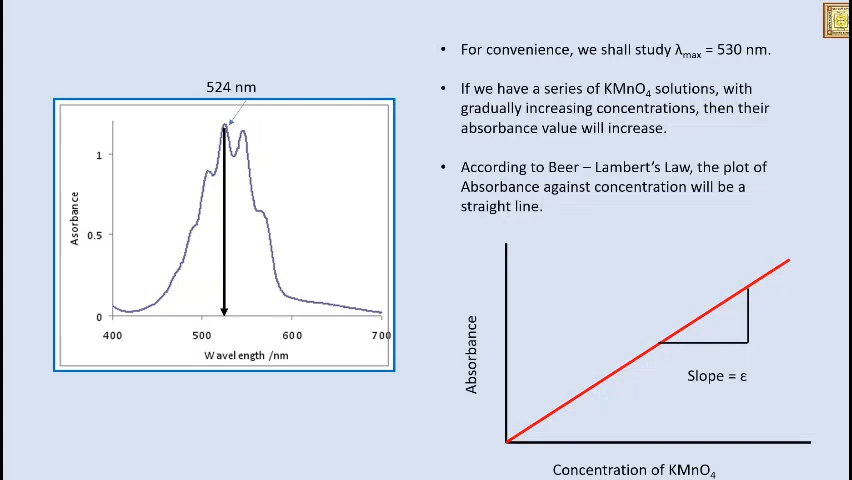 524 nm
1
0.5
0
400 500 600 700
Asorbance
Wavelength /nm
• For convenience, we shall study λmax = 530 nm.
• If we have a series of KMnO4 solutions, with
gradually increasing concentrations, then their
absorbance value will increase.
• According to Beer – Lambert's Law, the plot of
Absorbance against concentration will be a
straight line.
Absorbance
Slope = ε
Concentration of KMnO4